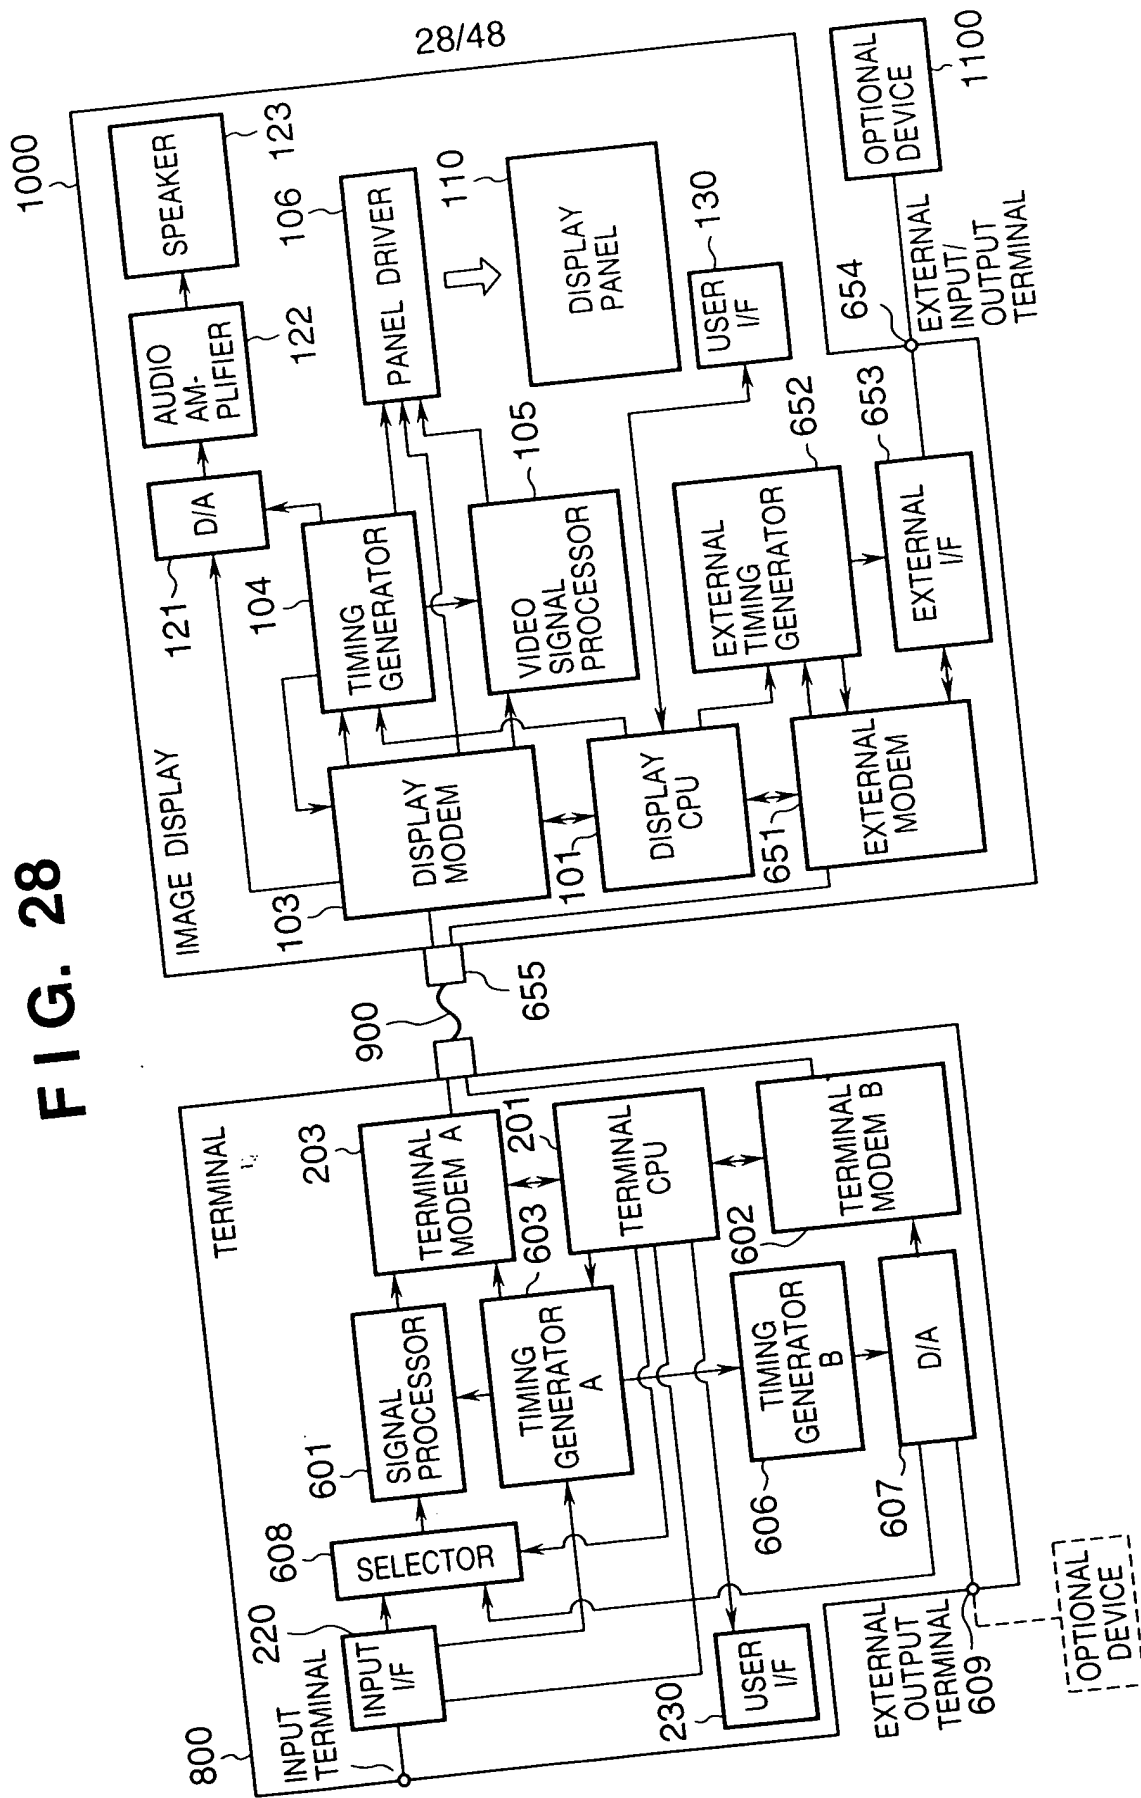 28/48
FIG. 28
800
TERMINAL
INPUT
TERMINAL
220
INPUT
I/F
608
SELECTOR
601
SIGNAL
PROCESSOR
203
TERMINAL
MODEM A
603
TIMING
GENERATOR
A
201
TERMINAL
CPU
602
TERMINAL
MODEM B
606
TIMING
GENERATOR
B
607
D/A
230
USER
I/F
EXTERNAL
OUTPUT
TERMINAL
609
OPTIONAL
DEVICE
900
655
1000
IMAGE DISPLAY
103
DISPLAY
MODEM
121
D/A
122
AUDIO
AM-
PLIFIER
123
SPEAKER
104
TIMING
GENERATOR
106
PANEL DRIVER
110
DISPLAY
PANEL
105
VIDEO
SIGNAL
PROCESSOR
130
USER
I/F
101
DISPLAY
CPU
651
EXTERNAL
MODEM
652
EXTERNAL
TIMING
GENERATOR
653
EXTERNAL
I/F
654
EXTERNAL
INPUT/
OUTPUT
TERMINAL
OPTIONAL
DEVICE
1100